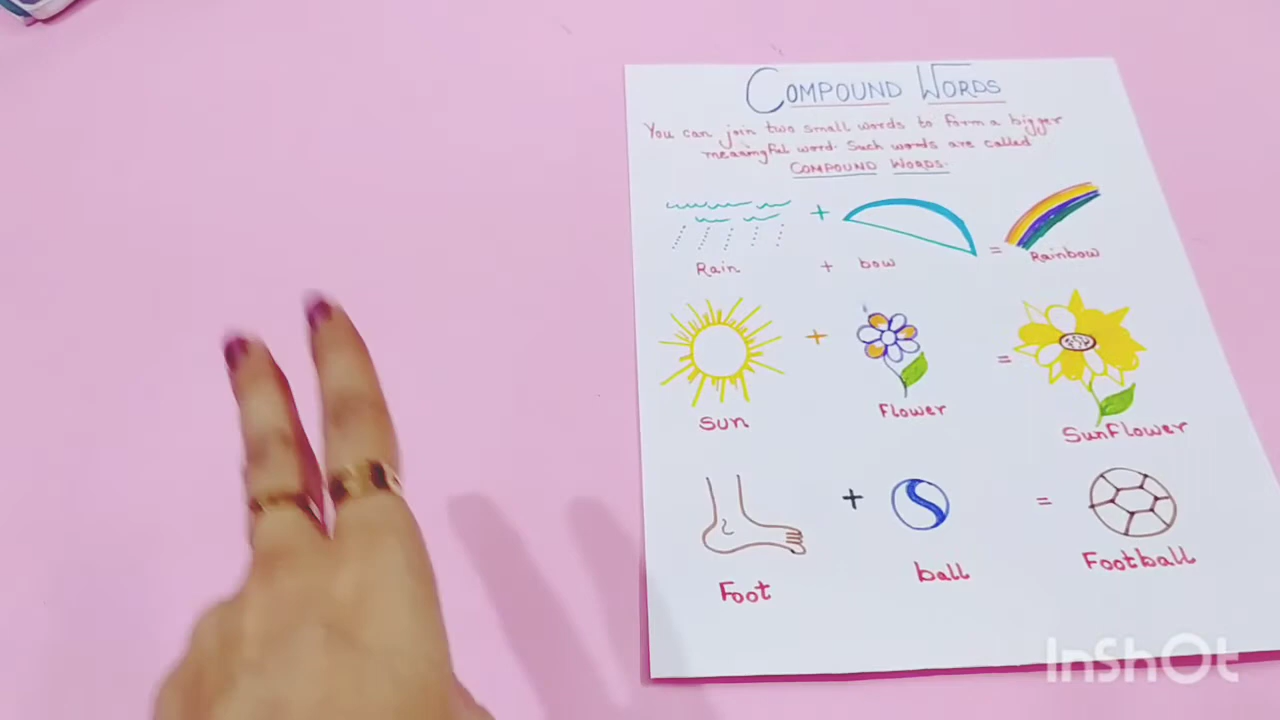 COMPOUND WORDS
You can join two small words to form a bigger
meaningful word. Such words are called
COMPOUND WORDS.
+ =
Rain + bow Rainbow
+ =
Sun Flower SunFlower
+ =
Foot ball Football
InShOt